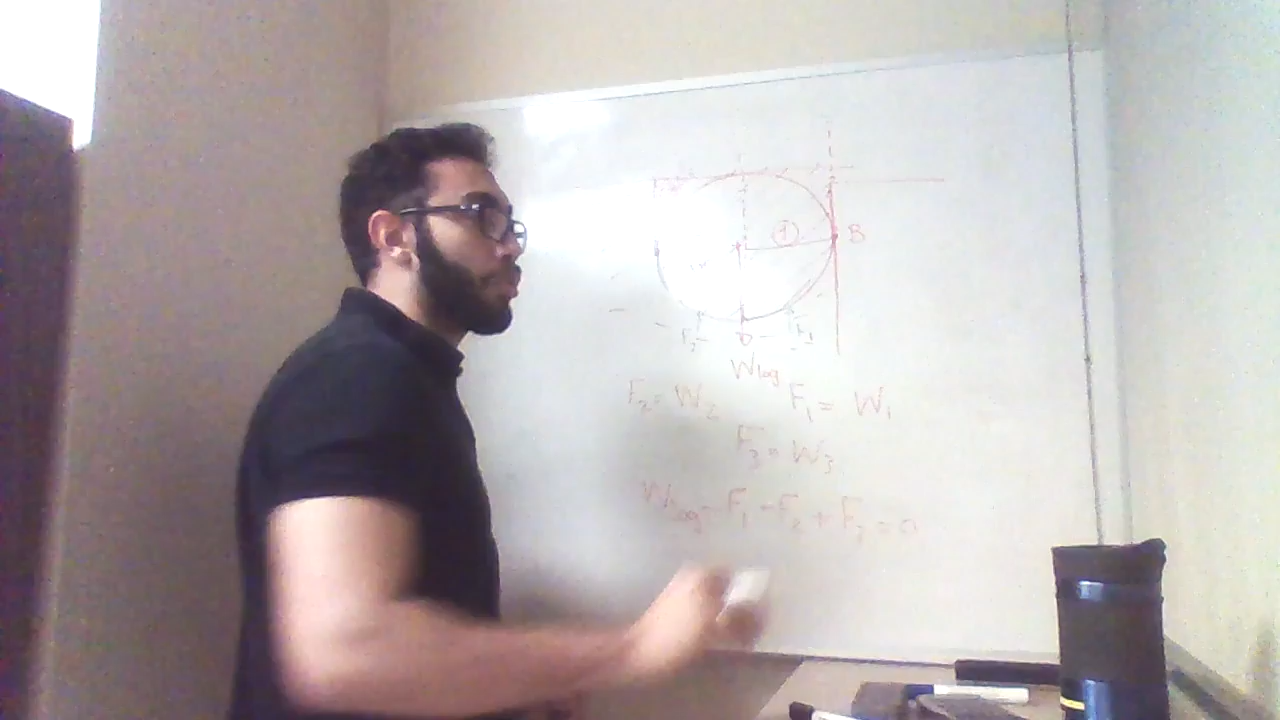 1 B
F₂ F₁
Wlog
F₂ = W₂ F₁ = W₁
F₃ = W₃
Wlog - F₁ - F₂ + F₃ = 0